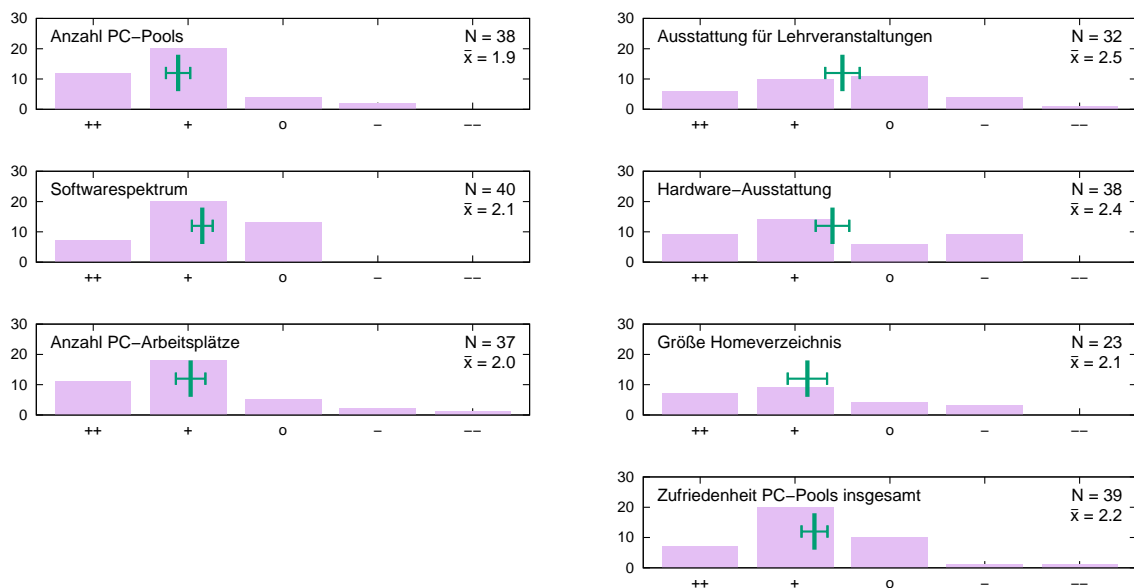 Anzahl PC−Pools
N = 38
x̄ = 1.9
30
20
10
0
++ + o − −−
Softwarespektrum
N = 40
x̄ = 2.1
30
20
10
0
++ + o − −−
Anzahl PC−Arbeitsplätze
N = 37
x̄ = 2.0
30
20
10
0
++ + o − −−
Ausstattung für Lehrveranstaltungen
N = 32
x̄ = 2.5
30
20
10
0
++ + o − −−
Hardware−Ausstattung
N = 38
x̄ = 2.4
30
20
10
0
++ + o − −−
Größe Homeverzeichnis
N = 23
x̄ = 2.1
30
20
10
0
++ + o − −−
Zufriedenheit PC−Pools insgesamt
N = 39
x̄ = 2.2
30
20
10
0
++ + o − −−